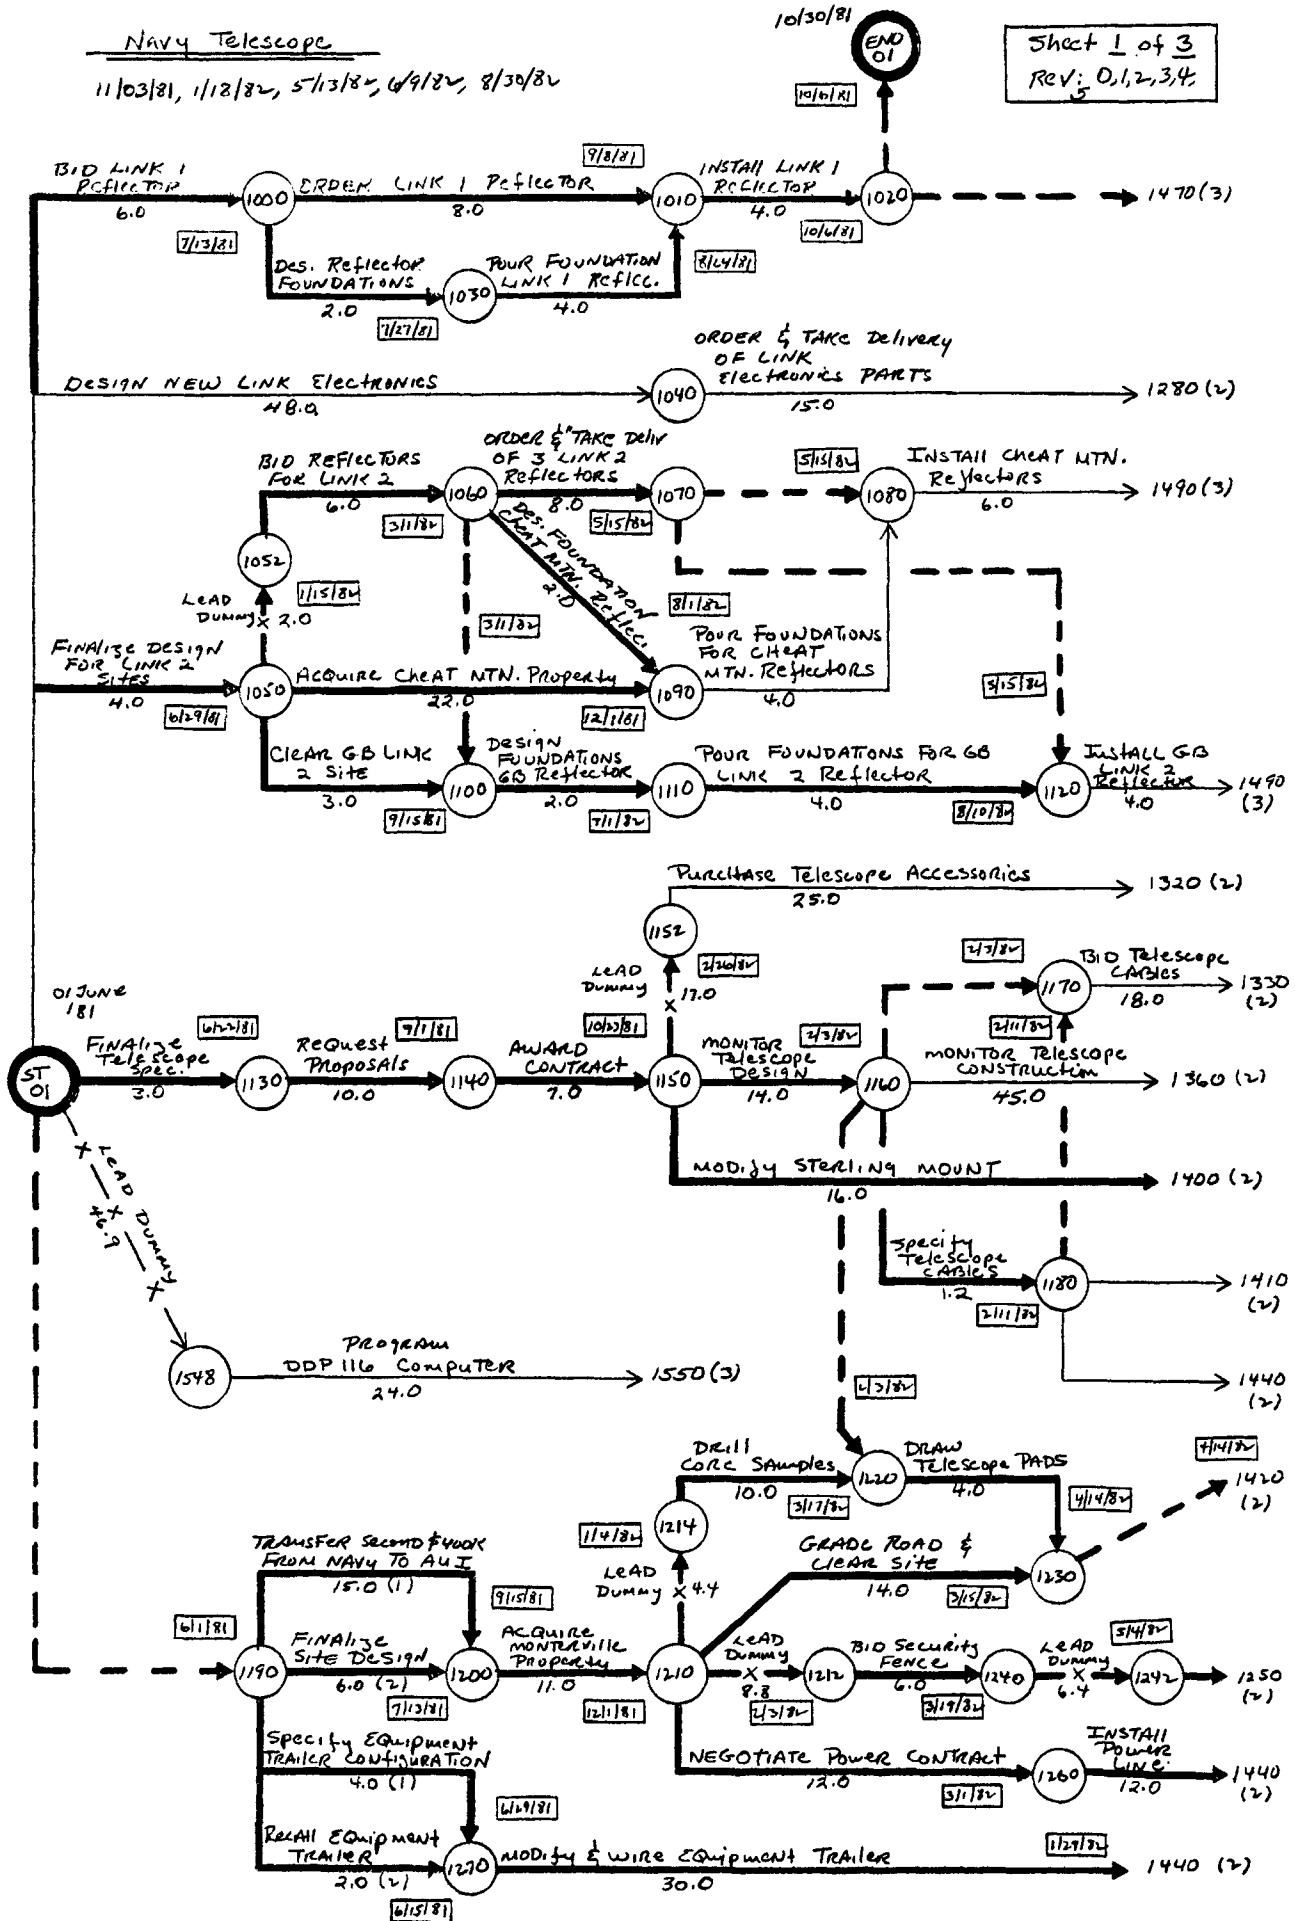 Navy Telescope
11/03/81, 1/18/82, 5/13/82, 6/9/82, 8/30/82
10/30/81
END
01
Sheet 1 of 3
Rev: 0,1,2,3,4,
5
BID LINK 1
Reflector
6.0
1000
7/13/81
ORDER LINK 1 Reflector
8.0
9/8/81
1010
INSTALL LINK 1
REFLECTOR
4.0
10/6/81
1020
1470 (3)
Des. Reflector
FOUNDATIONS
2.0
7/27/81
1030
POUR FOUNDATION
LINK 1 Reflec.
4.0
8/24/81
DESIGN NEW LINK ELECTRONICS
48.0
1040
ORDER & TAKE Delivery
OF LINK
Electronics PARTS
15.0
1280 (2)
BID REFLECTORS
FOR LINK 2
6.0
1060
3/1/82
ORDER & TAKE Deliv
OF 3 LINK 2
Reflectors
8.0
1070
5/15/82
5/15/82
1080
INSTALL CHEAT MTN.
Reflectors
6.0
1490 (3)
1052
1/15/82
LEAD
DUMMY
2.0
3/1/82
DES. FOUNDATION
CHEAT MTN. Reflec.
2.0
8/1/82
FINALIZE DESIGN
FOR LINK 2
SITES
4.0
1050
6/29/81
ACQUIRE CHEAT MTN. Property
22.0
12/1/81
1090
POUR FOUNDATIONS
FOR CHEAT
MTN. Reflectors
4.0
5/15/82
CLEAR GB LINK
2 SITE
3.0
9/15/81
1100
DESIGN
FOUNDATIONS
GB Reflector
2.0
7/1/82
1110
POUR FOUNDATIONS FOR GB
LINK 2 Reflector
4.0
8/10/82
1120
INSTALL GB
LINK 2
Reflector
4.0
1490
(3)
PURCHASE Telescope ACCESSORIES
25.0
1320 (2)
1152
2/26/82
LEAD
DUMMY
17.0
01 JUNE
'81
ST
01
FINALIZE
Telescope
Spec.
3.0
6/22/81
1130
REQUEST
PROPOSALS
10.0
9/1/81
1140
AWARD
CONTRACT
7.0
10/20/81
1150
MONITOR
Telescope
DESIGN
14.0
2/3/82
1160
2/3/82
1170
BID Telescope
CABLES
18.0
1330
(2)
2/11/82
MONITOR Telescope
CONSTRUCTION
45.0
1360 (2)
MODIFY STERLING MOUNT
16.0
1400 (2)
Specify
Telescope
CABLES
1.2
2/11/82
1180
1410
(2)
1440
(2)
LEAD DUMMY
46.9
1548
PROGRAM
DDP 116 COMPUTER
24.0
1550 (3)
2/3/82
DRILL
CORE SAMPLES
10.0
3/17/82
1220
DRAW
Telescope PADS
4.0
4/14/82
4/14/82
1420
(2)
1/4/82
1214
LEAD
DUMMY
4.4
GRADE ROAD &
CLEAR SITE
14.0
3/15/82
1230
TRANSFER SECOND $400K
FROM NAVY TO AUI
15.0 (1)
9/15/81
6/1/81
1190
FINALIZE
SITE DESIGN
6.0 (2)
7/13/81
1200
ACQUIRE
MONTERVILLE
Property
11.0
12/1/81
1210
LEAD
DUMMY
8.8
2/3/82
1212
BID SECURITY
FENCE
6.0
3/19/82
1240
LEAD
DUMMY
6.4
5/4/82
1242
1250
(2)
Specify EQUIPMENT
TRAILER CONFIGURATION
4.0 (1)
6/29/81
NEGOTIATE POWER CONTRACT
12.0
3/1/82
1260
INSTALL
Power
LINE
12.0
1440
(2)
RECALL EQUIPMENT
TRAILER
2.0 (2)
6/15/81
1270
MODIFY & WIRE EQUIPMENT TRAILER
30.0
1/29/82
1440 (2)